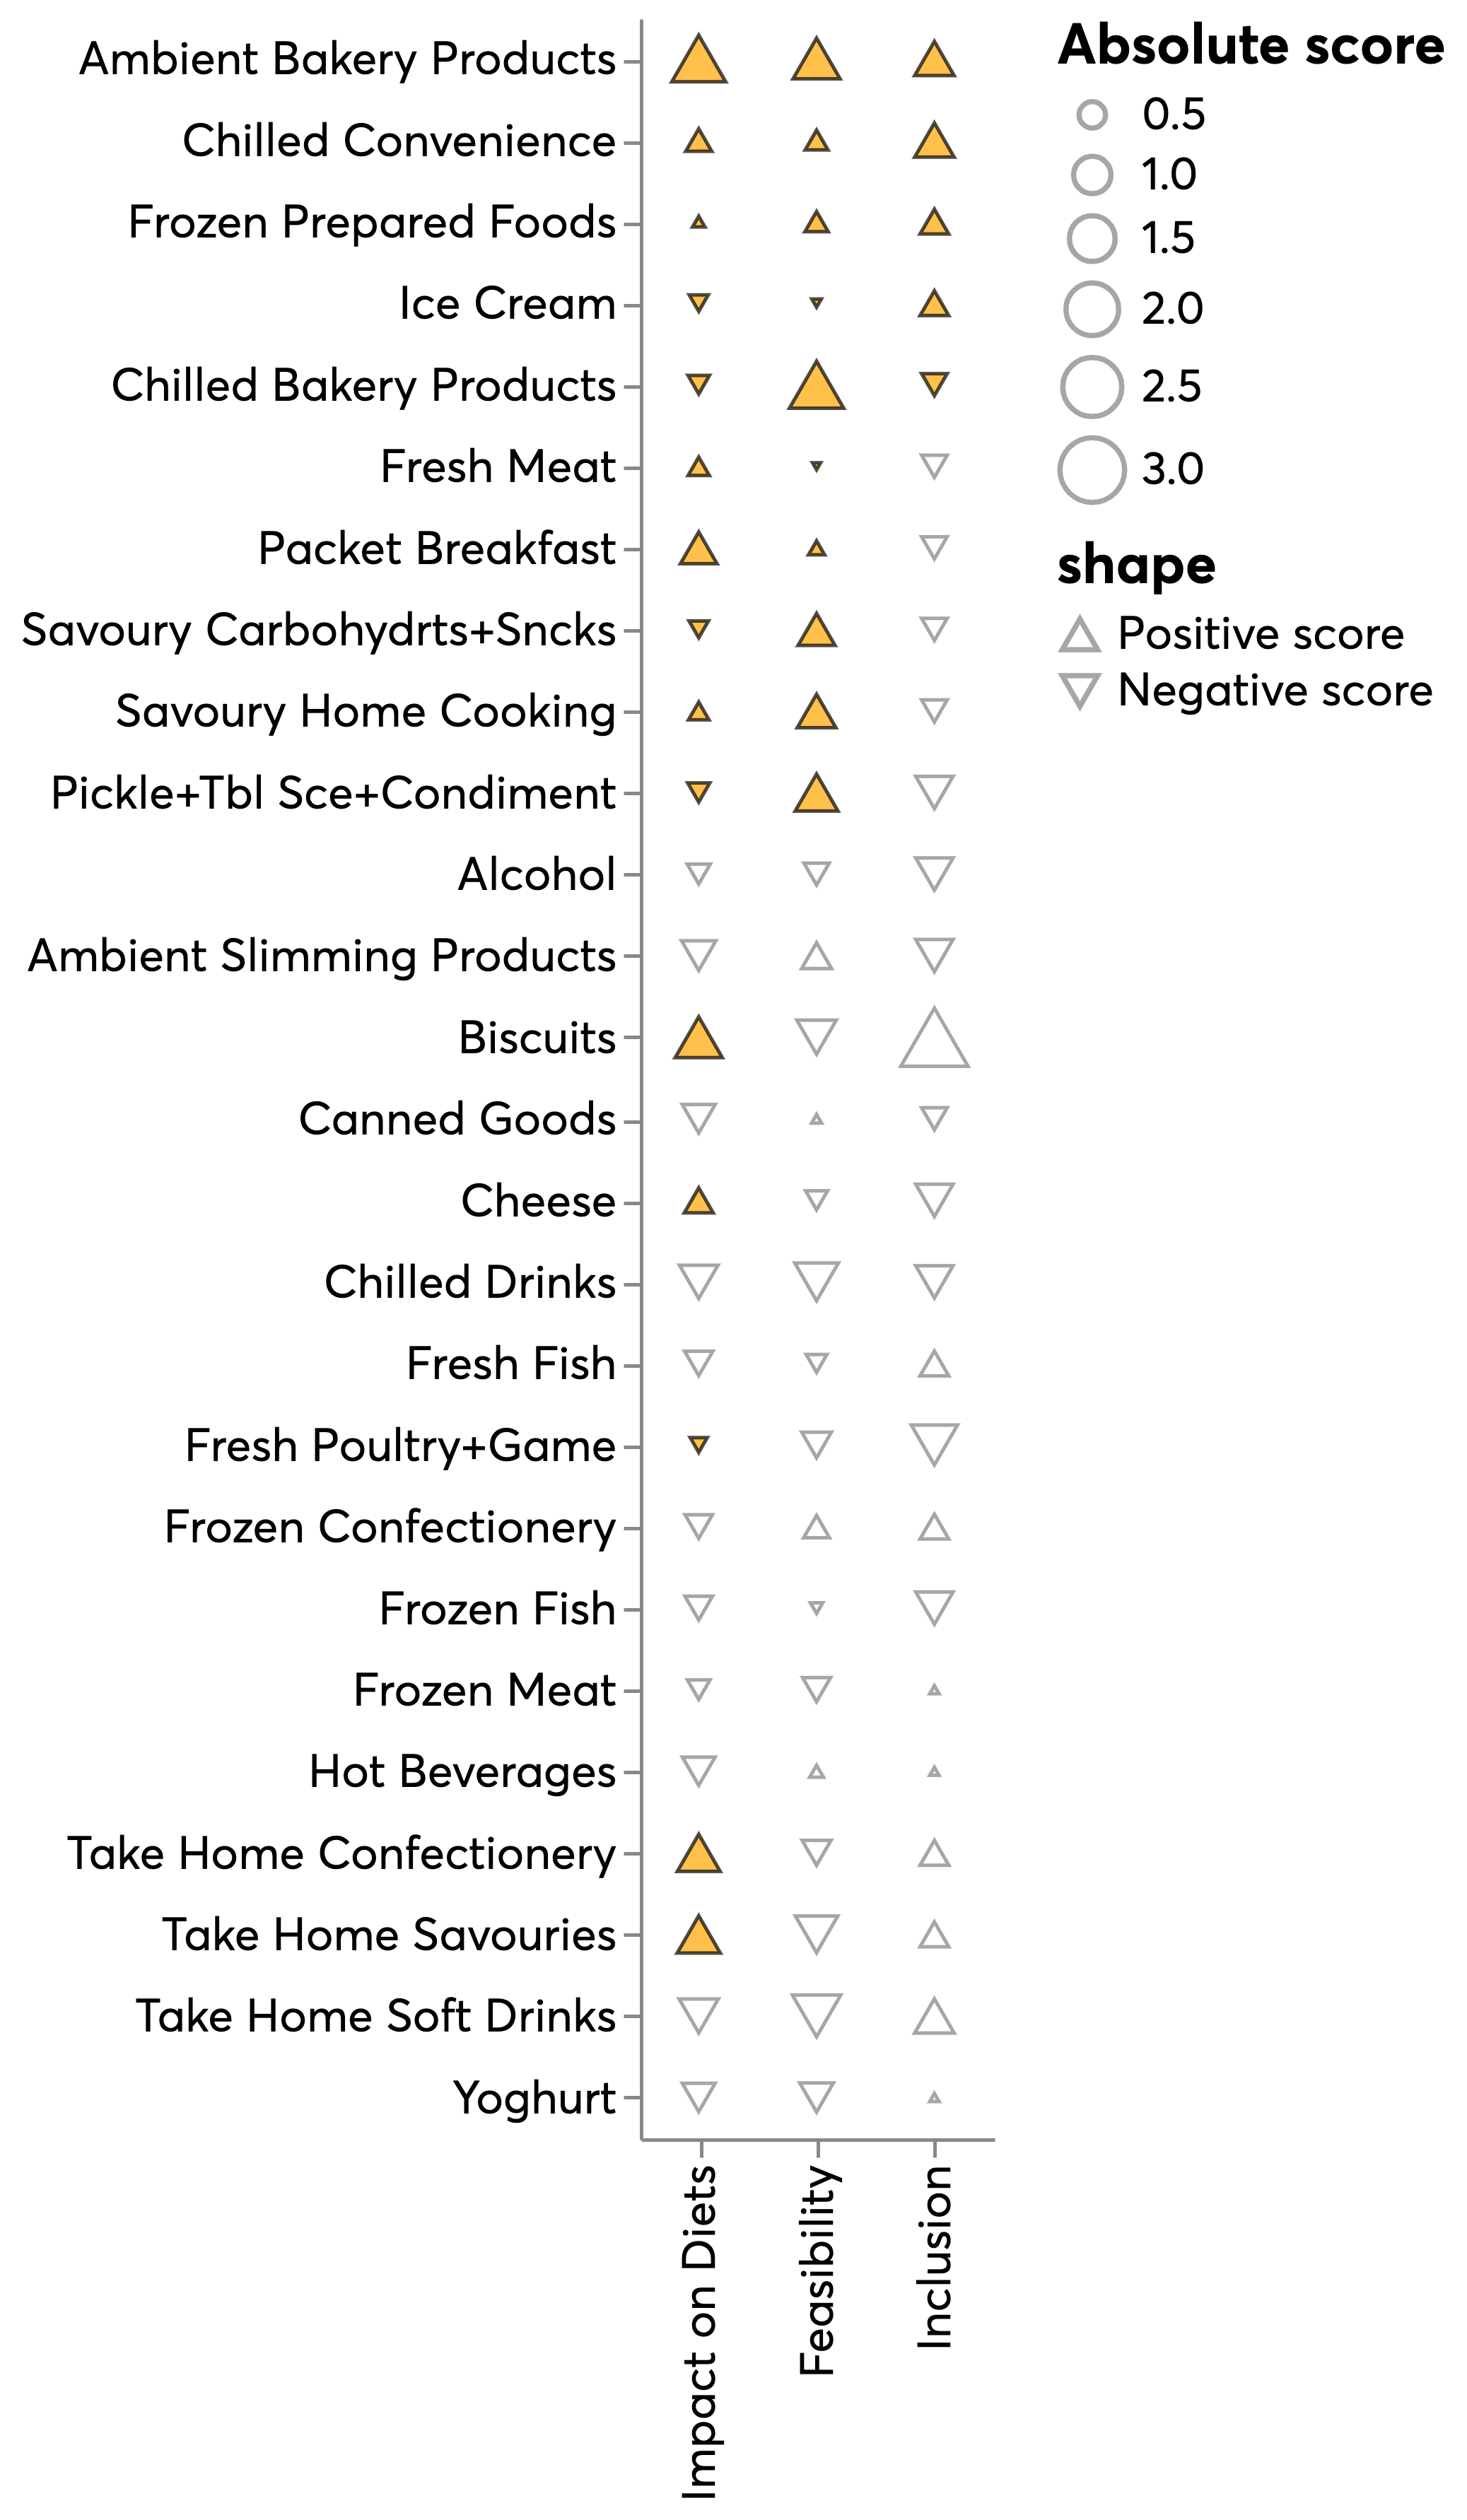 Ambient Bakery Products
Chilled Convenience
Frozen Prepared Foods
Ice Cream
Chilled Bakery Products
Fresh Meat
Packet Breakfast
Savoury Carbohydrts+Sncks
Savoury Home Cooking
Pickle+Tbl Sce+Condiment
Alcohol
Ambient Slimming Products
Biscuits
Canned Goods
Cheese
Chilled Drinks
Fresh Fish
Fresh Poultry+Game
Frozen Confectionery
Frozen Fish
Frozen Meat
Hot Beverages
Take Home Confectionery
Take Home Savouries
Take Home Soft Drinks
Yoghurt
Impact on Diets
Feasibility
Inclusion
Absolute score
0.5
1.0
1.5
2.0
2.5
3.0
shape
Positive score
Negative score